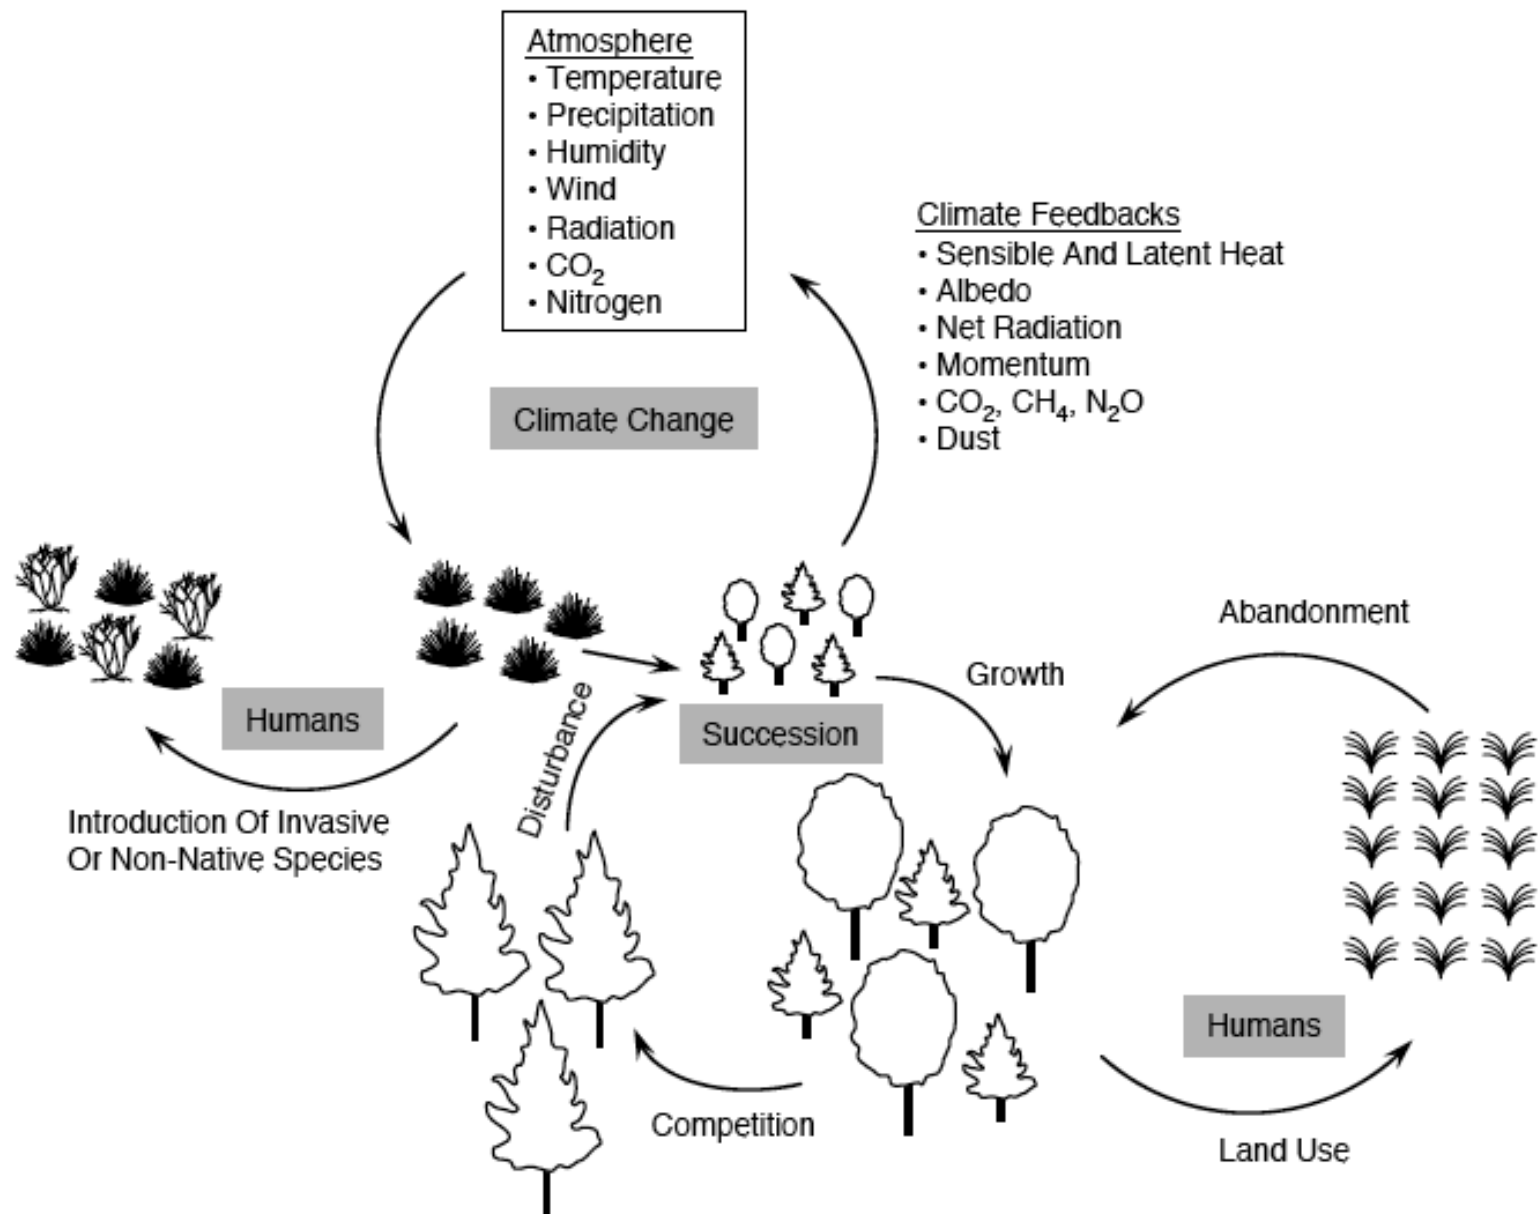 Atmosphere
• Temperature
• Precipitation
• Humidity
• Wind
• Radiation
• CO₂
• Nitrogen
Climate Feedbacks
• Sensible And Latent Heat
• Albedo
• Net Radiation
• Momentum
• CO₂, CH₄, N₂O
• Dust
Climate Change
Humans
Introduction Of Invasive
Or Non-Native Species
Disturbance
Succession
Growth
Abandonment
Competition
Humans
Land Use